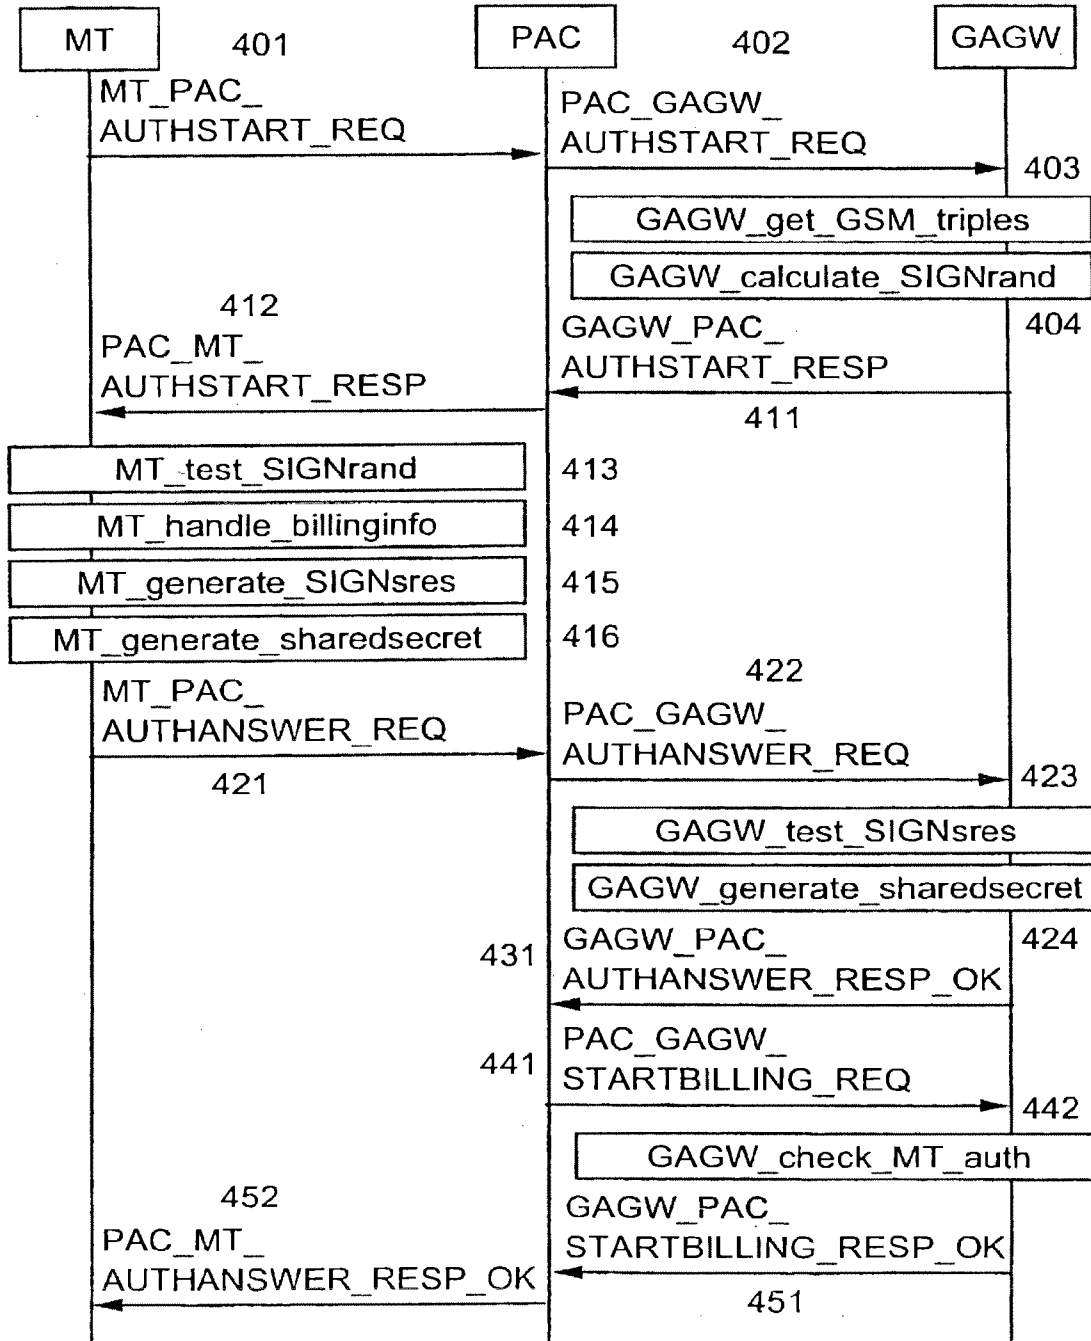 MT
401
PAC
402
GAGW
MT_PAC_
AUTHSTART_REQ
PAC_GAGW_
AUTHSTART_REQ
403
GAGW_get_GSM_triples
GAGW_calculate_SIGNrand
412
404
PAC_MT_
AUTHSTART_RESP
GAGW_PAC_
AUTHSTART_RESP
411
MT_test_SIGNrand
413
MT_handle_billinginfo
414
MT_generate_SIGNsres
415
MT_generate_sharedsecret
416
422
MT_PAC_
AUTHANSWER_REQ
PAC_GAGW_
AUTHANSWER_REQ
421
423
GAGW_test_SIGNsres
GAGW_generate_sharedsecret
431
GAGW_PAC_
AUTHANSWER_RESP_OK
424
441
PAC_GAGW_
STARTBILLING_REQ
442
GAGW_check_MT_auth
452
PAC_MT_
AUTHANSWER_RESP_OK
GAGW_PAC_
STARTBILLING_RESP_OK
451